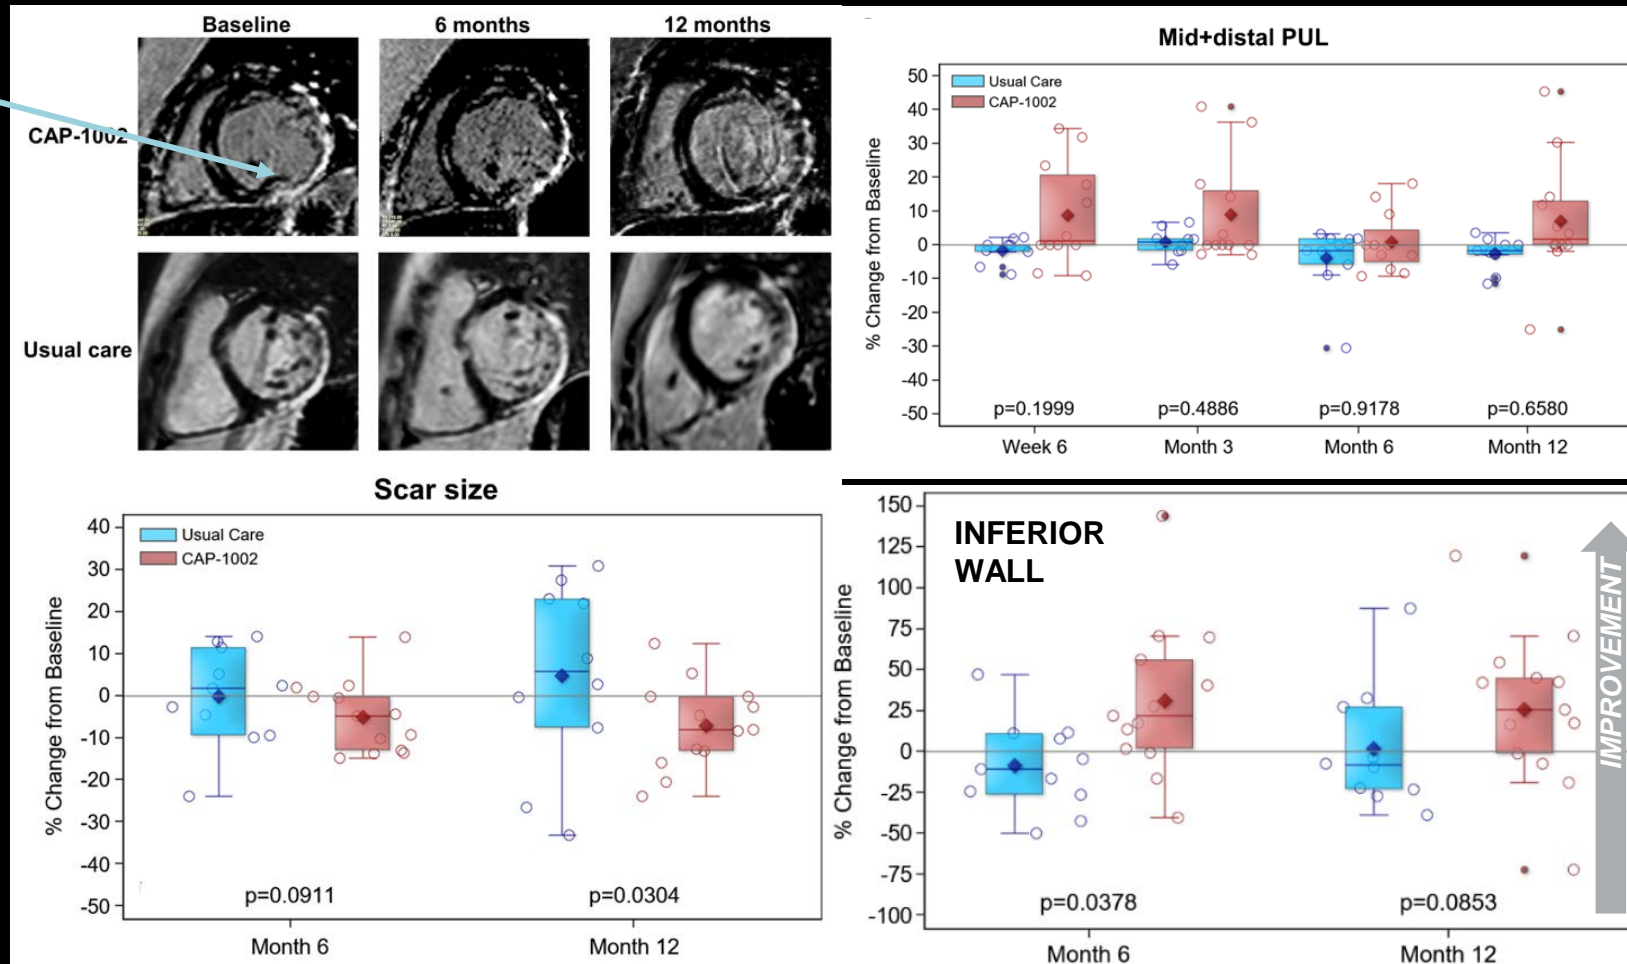 Baseline
6 months
12 months
CAP-1002
Usual care
Mid+distal PUL
Usual Care
CAP-1002
% Change from Baseline
50
40
30
20
10
0
-10
-20
-30
-40
-50
p=0.1999
p=0.4886
p=0.9178
p=0.6580
Week 6
Month 3
Month 6
Month 12
Scar size
Usual Care
CAP-1002
% Change from Baseline
40
30
20
10
0
-10
-20
-30
-40
-50
p=0.0911
p=0.0304
Month 6
Month 12
INFERIOR
WALL
% Change from Baseline
150
125
100
75
50
25
0
-25
-50
-75
-100
p=0.0378
p=0.0853
Month 6
Month 12
IMPROVEMENT